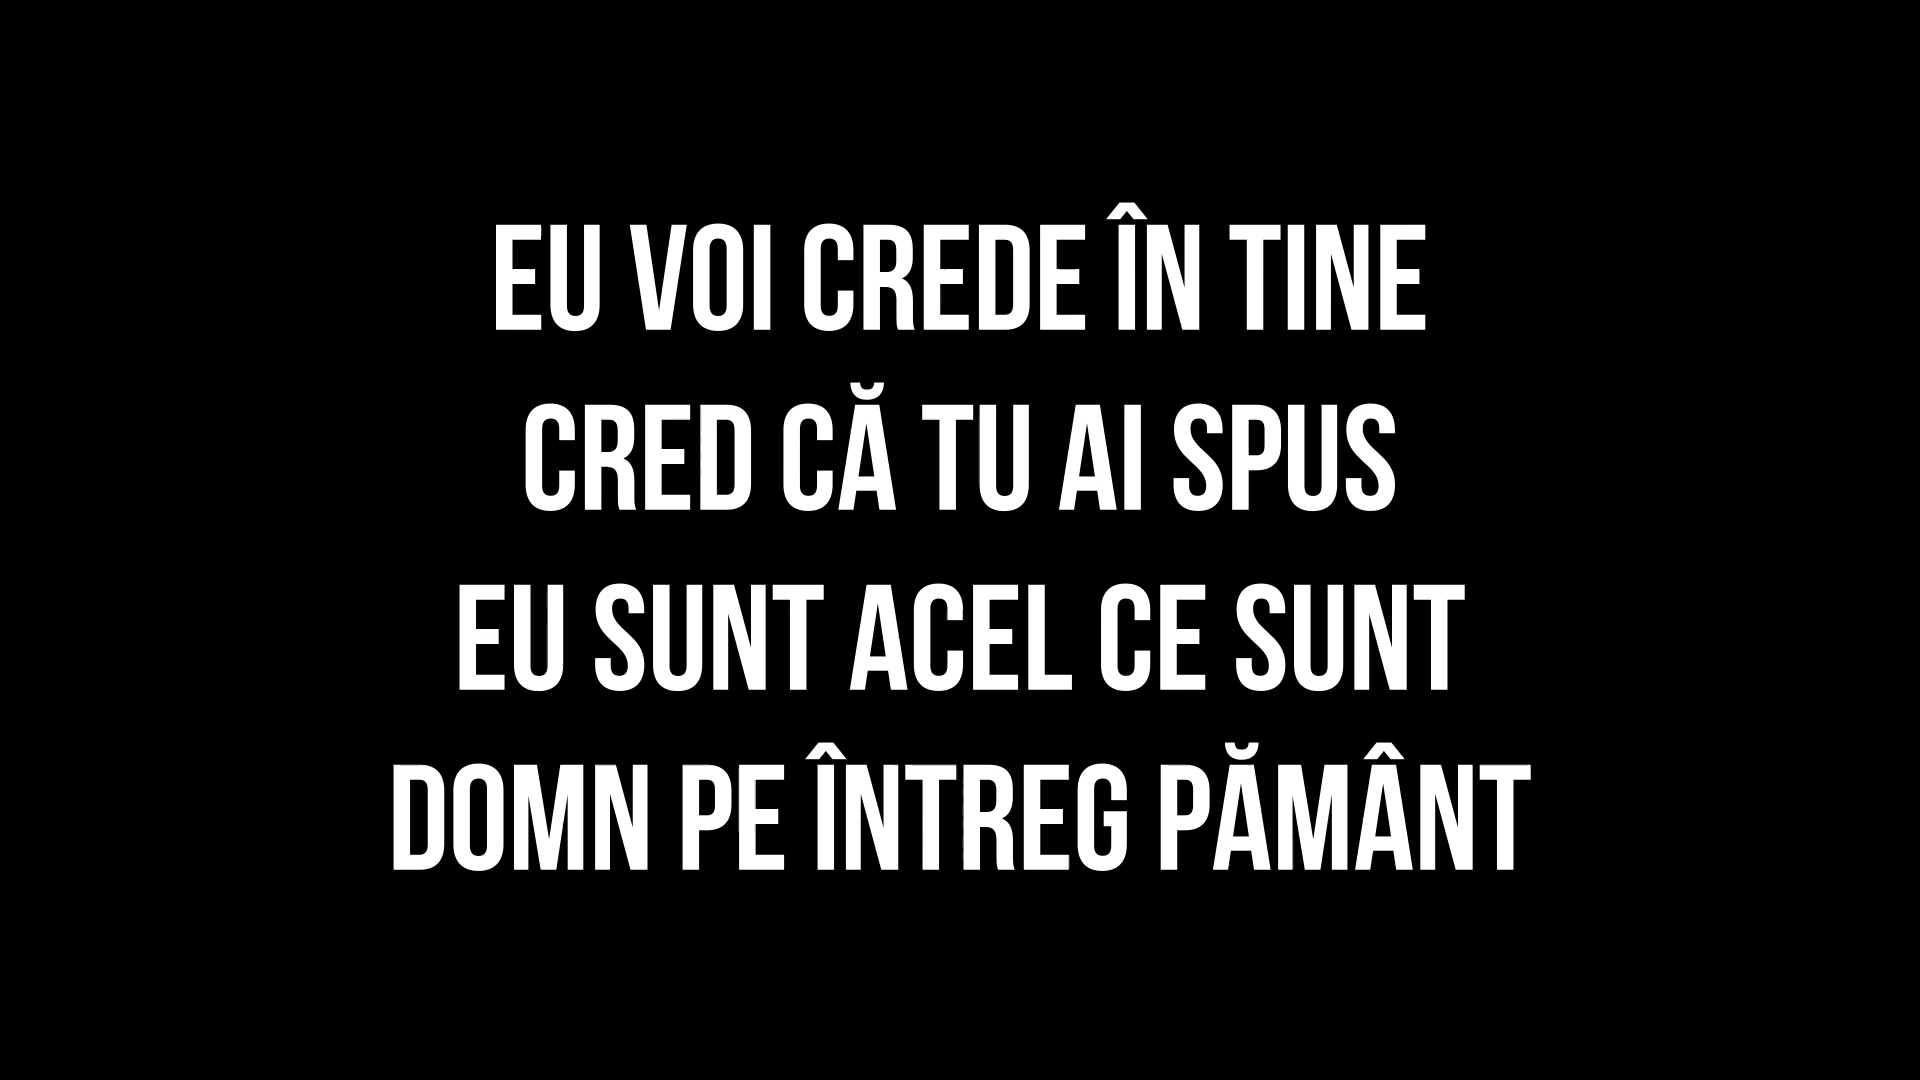 EU VOI CREDE ÎN TINE
CRED CĂ TU AI SPUS
EU SUNT ACEL CE SUNT
DOMN PE ÎNTREG PĂMÂNT